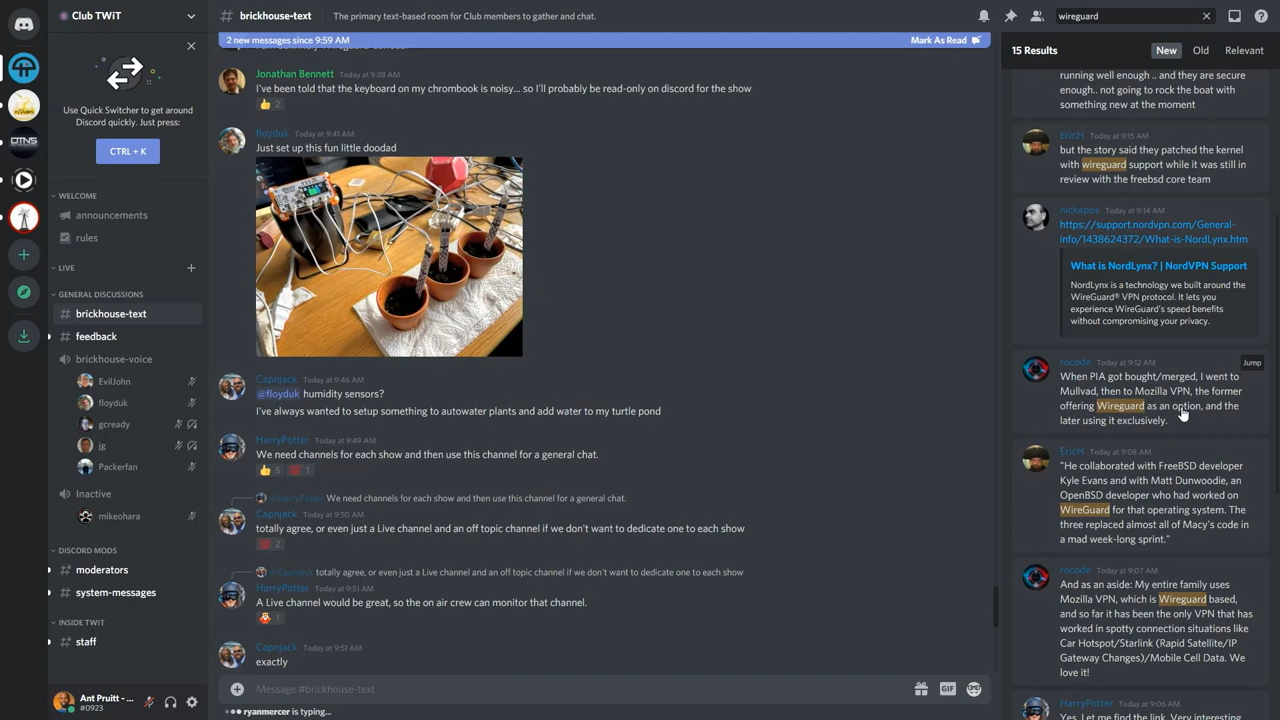 Club TWiT
Use Quick Switcher to get around
Discord quickly. Just press:
CTRL + K
WELCOME
announcements
rules
LIVE
GENERAL DISCUSSIONS
brickhouse-text
feedback
brickhouse-voice
EvilJohn
floyduk
gcready
jg
Packerfan
Inactive
mikeohara
DISCORD MODS
moderators
system-messages
INSIDE TWIT
# staff
Ant Pruitt - ...
#0923
# brickhouse-text The primary text-based room for Club members to gather and chat.
2 new messages since 9:59 AM Mark As Read
Jonathan Bennett Today at 9:38 AM
I've been told that the keyboard on my chrombook is noisy... so I'll probably be read-only on discord for the show
2
floyduk Today at 9:41 AM
Just set up this fun little doodad
Capnjack Today at 9:46 AM
@floyduk humidity sensors?
I've always wanted to setup something to autowater plants and add water to my turtle pond
HarryPotter Today at 9:49 AM
We need channels for each show and then use this channel for a general chat.
5 1
@HarryPotter We need channels for each show and then use this channel for a general chat.
Capnjack Today at 9:50 AM
totally agree, or even just a Live channel and an off topic channel if we don't want to dedicate one to each show
2
@Capnjack totally agree, or even just a Live channel and an off topic channel if we don't want to dedicate one to each show
HarryPotter Today at 9:51 AM
A Live channel would be great, so the on air crew can monitor that channel.
1
Capnjack Today at 9:51 AM
exactly
Message #brickhouse-text
GIF
ryanmercer is typing...
wireguard
15 Results New Old Relevant
running well enough .. and they are secure
enough.. not going to rock the boat with
something new at the moment
EricH Today at 9:15 AM
but the story said they patched the kernel
with wireguard support while it was still in
review with the freebsd core team
nickapos Today at 9:14 AM
https://support.nordvpn.com/General-
info/1438624372/What-is-NordLynx.htm
What is NordLynx? | NordVPN Support
NordLynx is a technology we built around the
WireGuard® VPN protocol. It lets you
experience WireGuard's speed benefits
without compromising your privacy.
rocode Today at 9:12 AM
Jump
When PIA got bought/merged, I went to
Mullvad, then to Mozilla VPN, the former
offering Wireguard as an option, and the
later using it exclusively.
EricH Today at 9:08 AM
"He collaborated with FreeBSD developer
Kyle Evans and with Matt Dunwoodie, an
OpenBSD developer who had worked on
WireGuard for that operating system. The
three replaced almost all of Macy's code in
a mad week-long sprint."
rocode Today at 9:07 AM
And as an aside: My entire family uses
Mozilla VPN, which is Wireguard based,
and so far it has been the only VPN that has
worked in spotty connection situations like
Car Hotspot/Starlink (Rapid Satellite/IP
Gateway Changes)/Mobile Cell Data. We
love it!
HarryPotter Today at 9:06 AM
Yes. Let me find the link. Very interesting